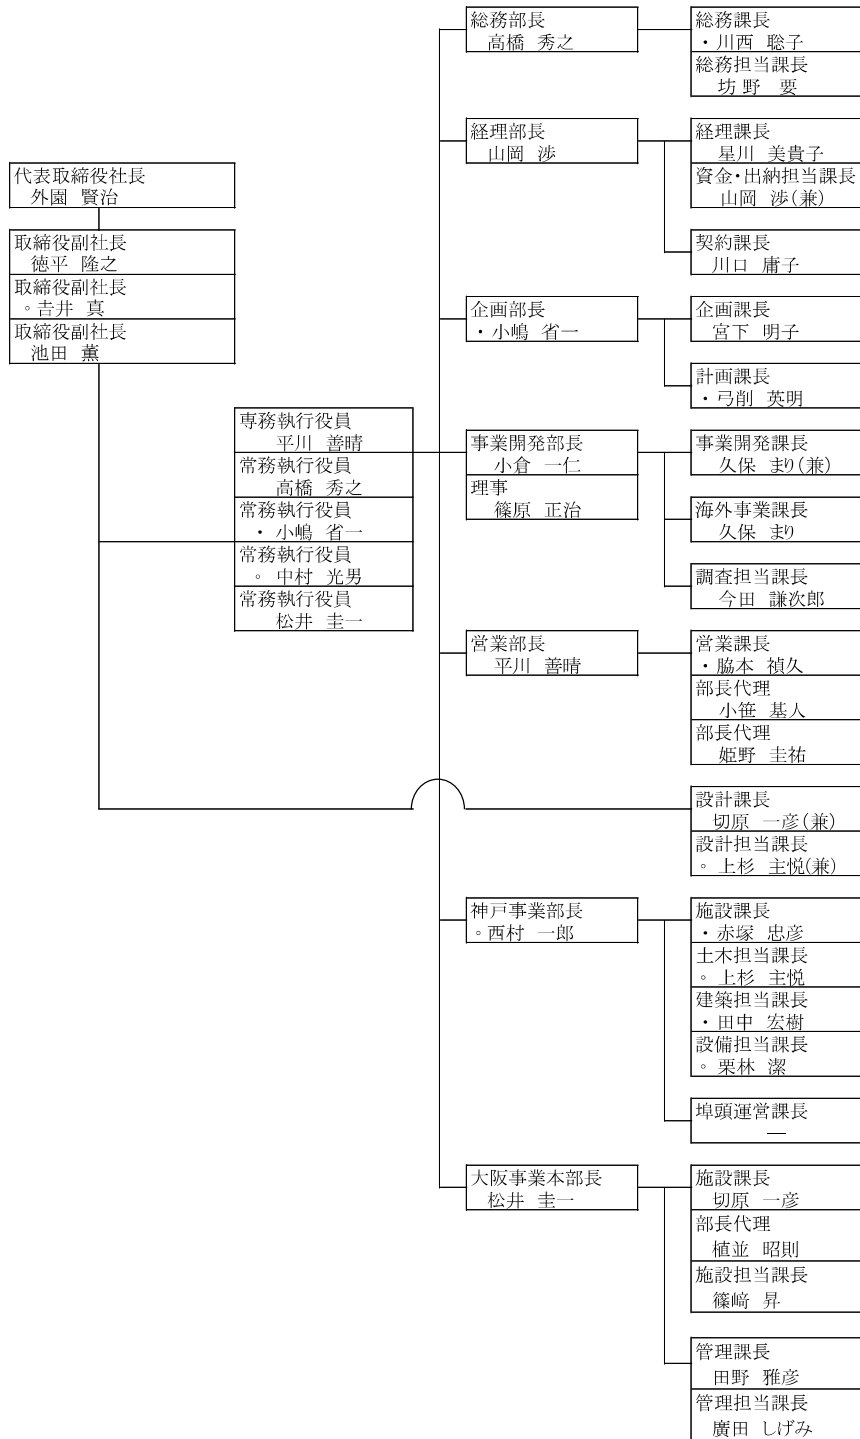 代表取締役社長
外園 賢治
取締役副社長
徳平 隆之
取締役副社長
◦吉井 真
取締役副社長
池田 薫
専務執行役員
平川 善晴
常務執行役員
高橋 秀之
常務執行役員
・ 小嶋 省一
常務執行役員
◦ 中村 光男
常務執行役員
松井 圭一
総務部長
高橋 秀之
総務課長
・川西 聡子
総務担当課長
坊野 要
経理部長
山岡 渉
経理課長
星川 美貴子
資金・出納担当課長
山岡 渉(兼)
契約課長
川口 庸子
企画部長
・小嶋 省一
企画課長
宮下 明子
計画課長
・弓削 英明
事業開発部長
小倉 一仁
理事
篠原 正治
事業開発課長
久保 まり(兼)
海外事業課長
久保 まり
調査担当課長
今田 謙次郎
営業部長
平川 善晴
営業課長
・脇本 禎久
部長代理
小笹 基人
部長代理
姫野 圭祐
設計課長
切原 一彦(兼)
設計担当課長
◦ 上杉 主悦(兼)
神戸事業部長
◦西村 一郎
施設課長
・赤塚 忠彦
土木担当課長
◦ 上杉 主悦
建築担当課長
・田中 宏樹
設備担当課長
◦ 栗林 潔
埠頭運営課長
―
大阪事業本部長
松井 圭一
施設課長
切原 一彦
部長代理
植並 昭則
施設担当課長
篠﨑 昇
管理課長
田野 雅彦
管理担当課長
廣田 しげみ